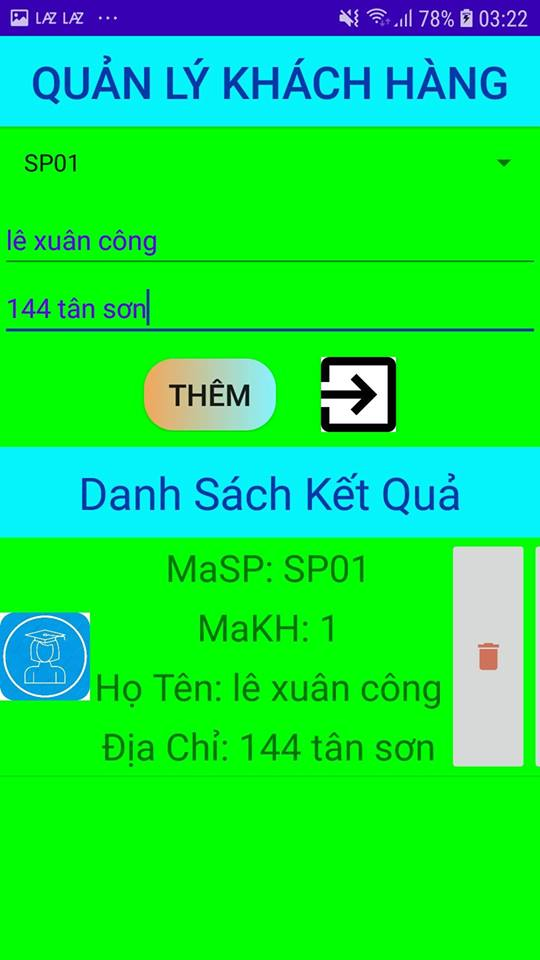 LAZ LAZ ... 78% 03:22
QUẢN LÝ KHÁCH HÀNG
SP01
lê xuân công
144 tân sơn
THÊM
Danh Sách Kết Quả
MaSP: SP01
MaKH: 1
Họ Tên: lê xuân công
Địa Chỉ: 144 tân sơn